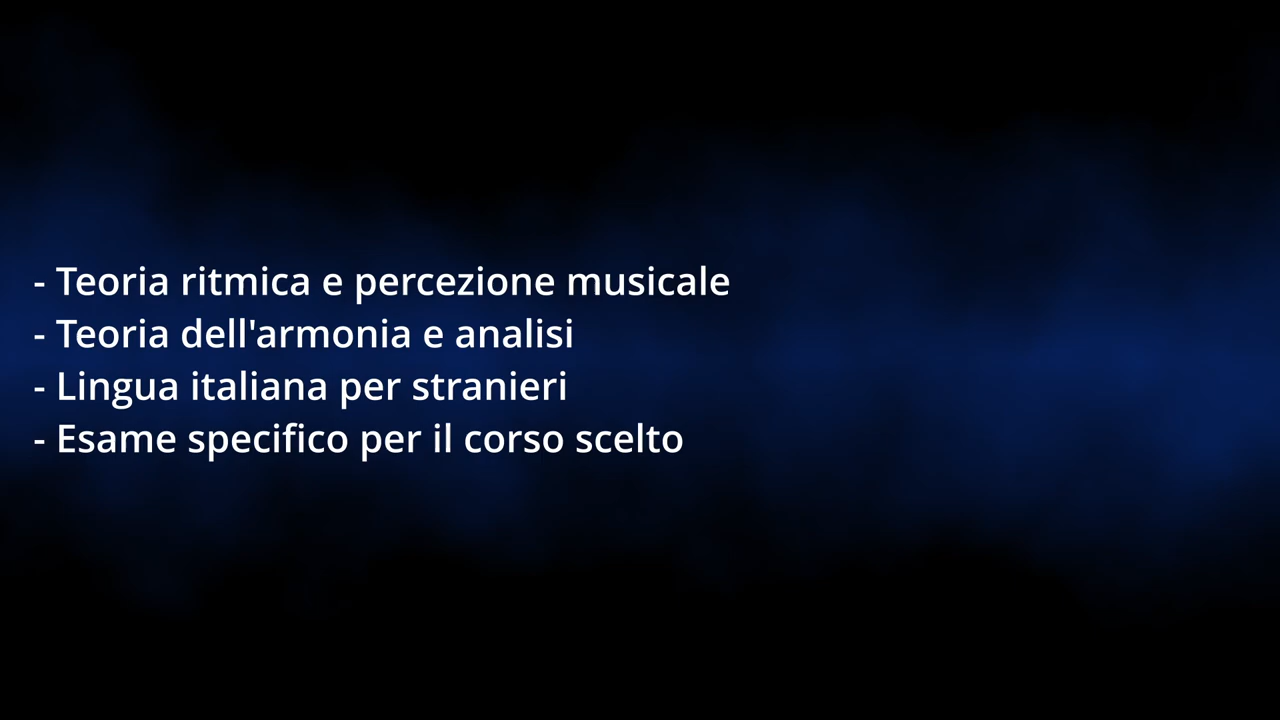 - Teoria ritmica e percezione musicale
- Teoria dell'armonia e analisi
- Lingua italiana per stranieri
- Esame specifico per il corso scelto